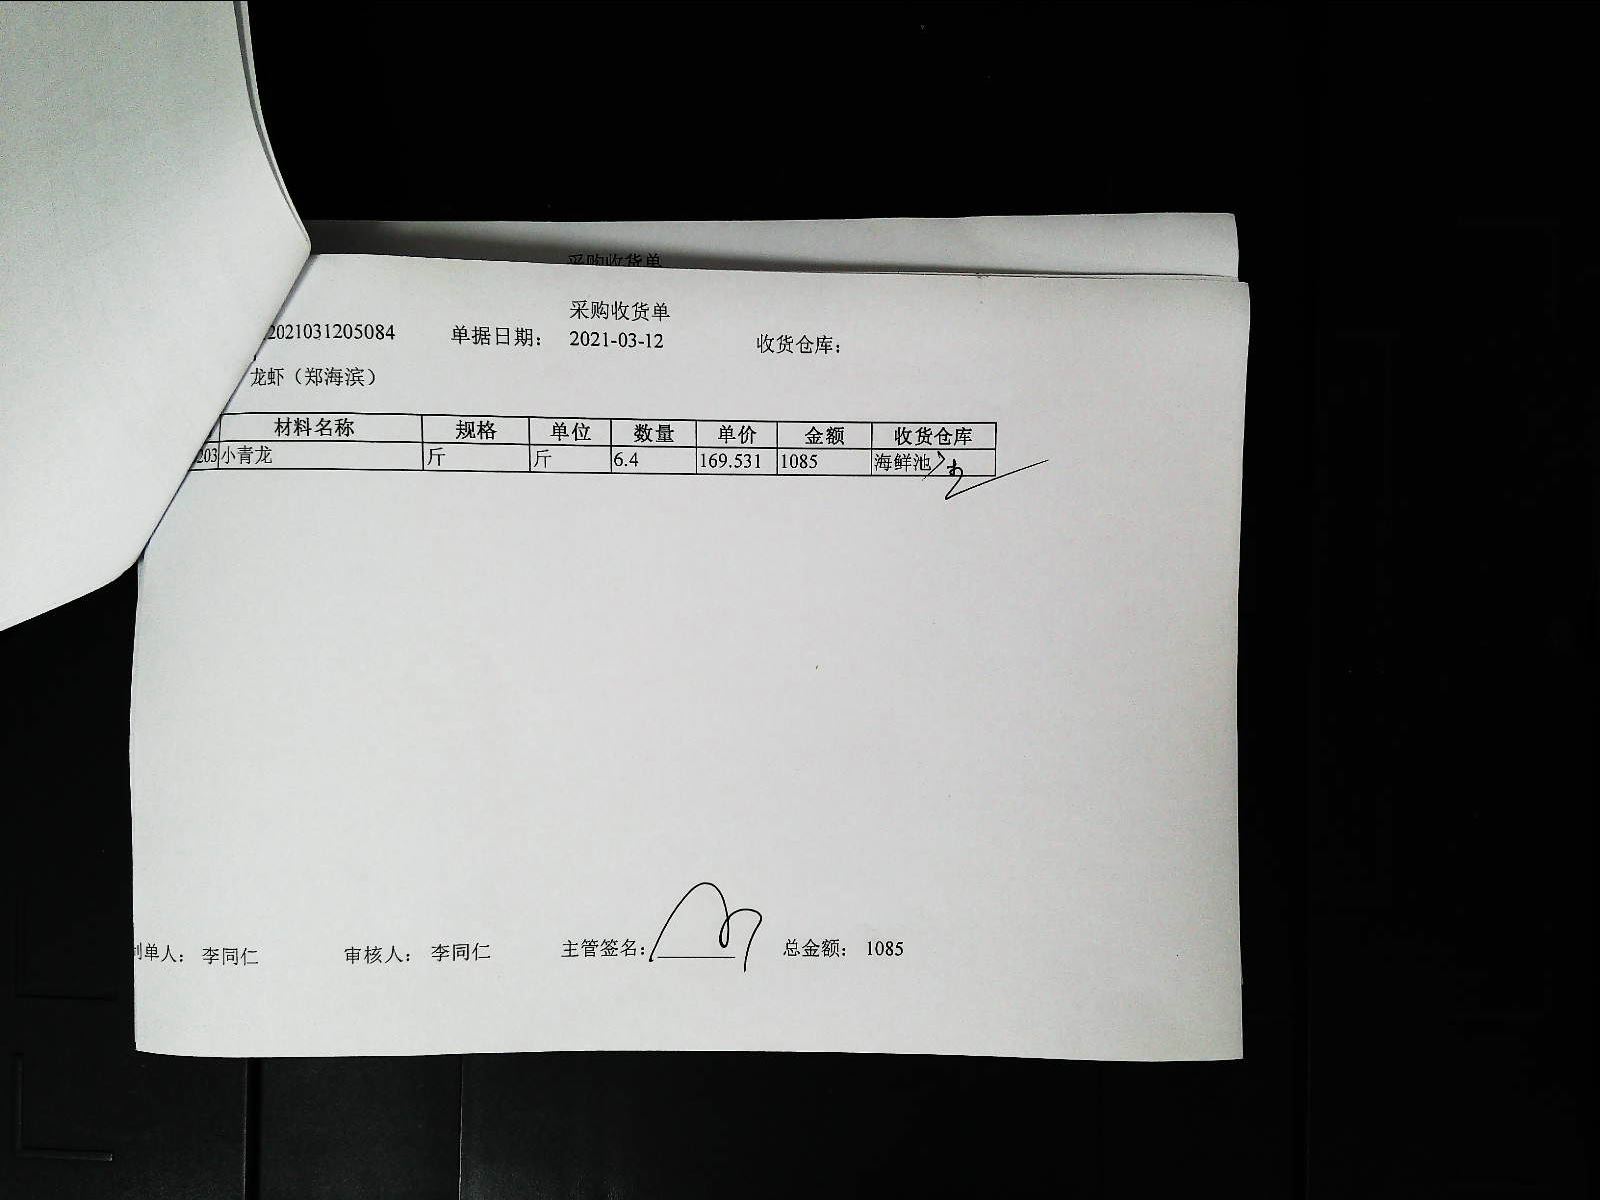 采购收货单
采购收货单
2021031205084 单据日期： 2021-03-12 收货仓库：
龙虾（郑海滨）
材料名称 规格 单位 数量 单价 金额 收货仓库
203 小青龙 斤 斤 6.4 169.531 1085 海鲜池
制单人： 李同仁 审核人： 李同仁 主管签名： 总金额： 1085